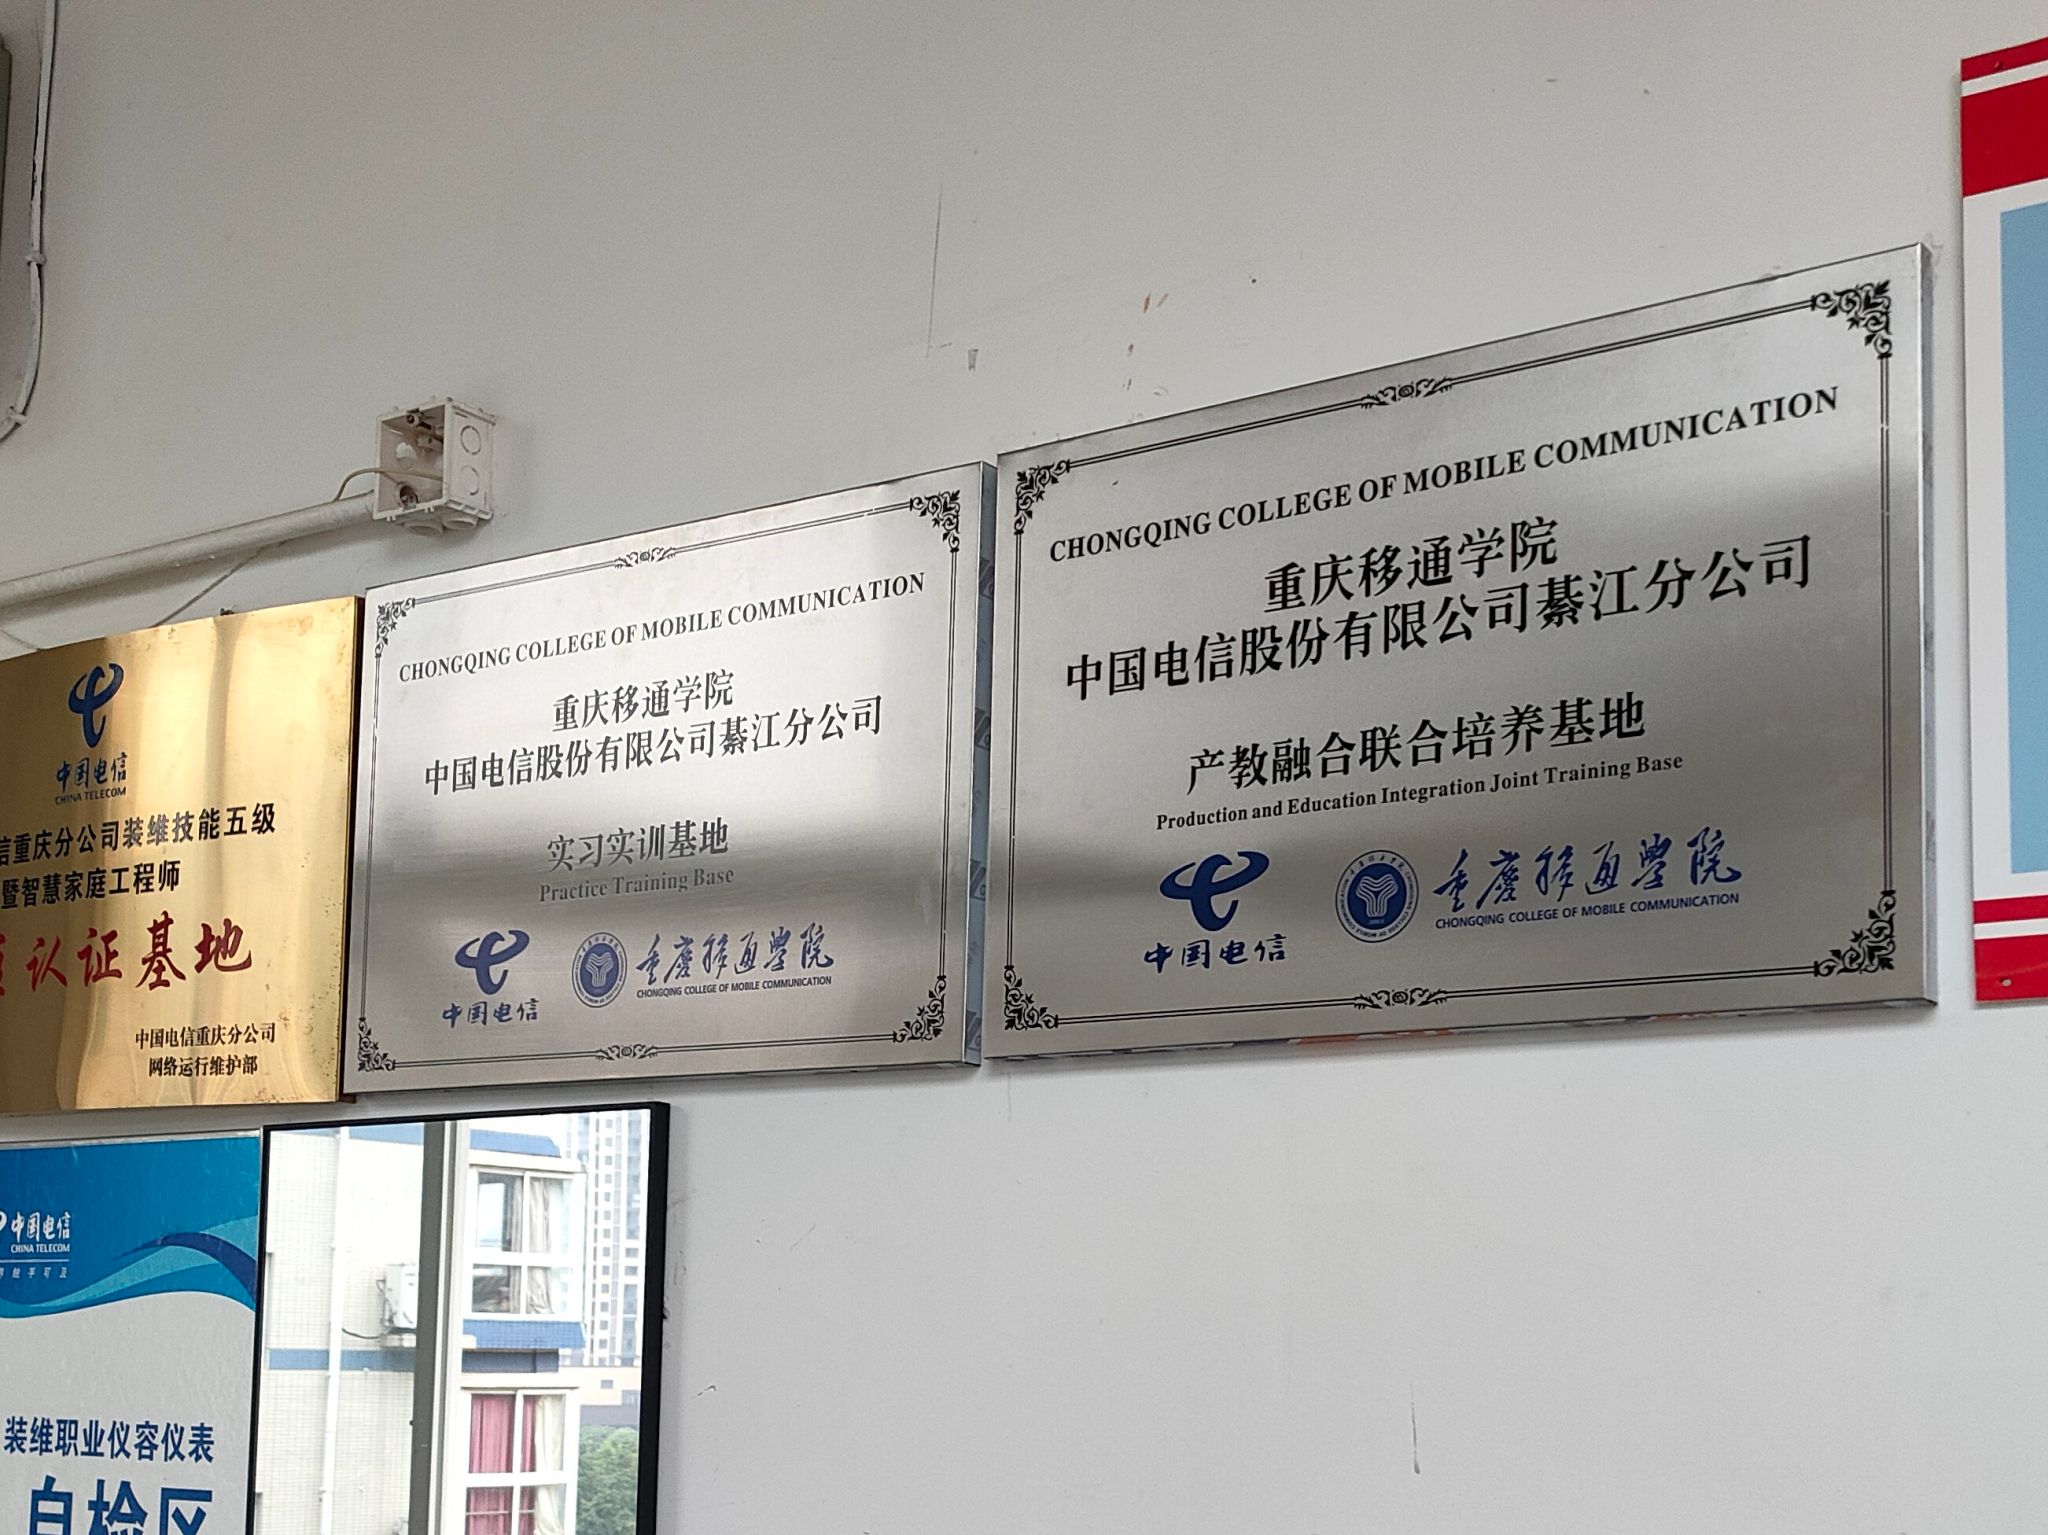 中国电信
CHINA TELECOM
信重庆分公司装维技能五级
暨智慧家庭工程师
认证基地
中国电信重庆分公司
网络运行维护部
CHONGQING COLLEGE OF MOBILE COMMUNICATION
重庆移通学院
中国电信股份有限公司綦江分公司
实习实训基地
Practice Training Base
中国电信
重慶移通學院
CHONGQING COLLEGE OF MOBILE COMMUNICATION
CHONGQING COLLEGE OF MOBILE COMMUNICATION
重庆移通学院
中国电信股份有限公司綦江分公司
产教融合联合培养基地
Production and Education Integration Joint Training Base
中国电信
重慶移通學院
CHONGQING COLLEGE OF MOBILE COMMUNICATION
中国电信
CHINA TELECOM
触手可及
装维职业仪容仪表
自检区